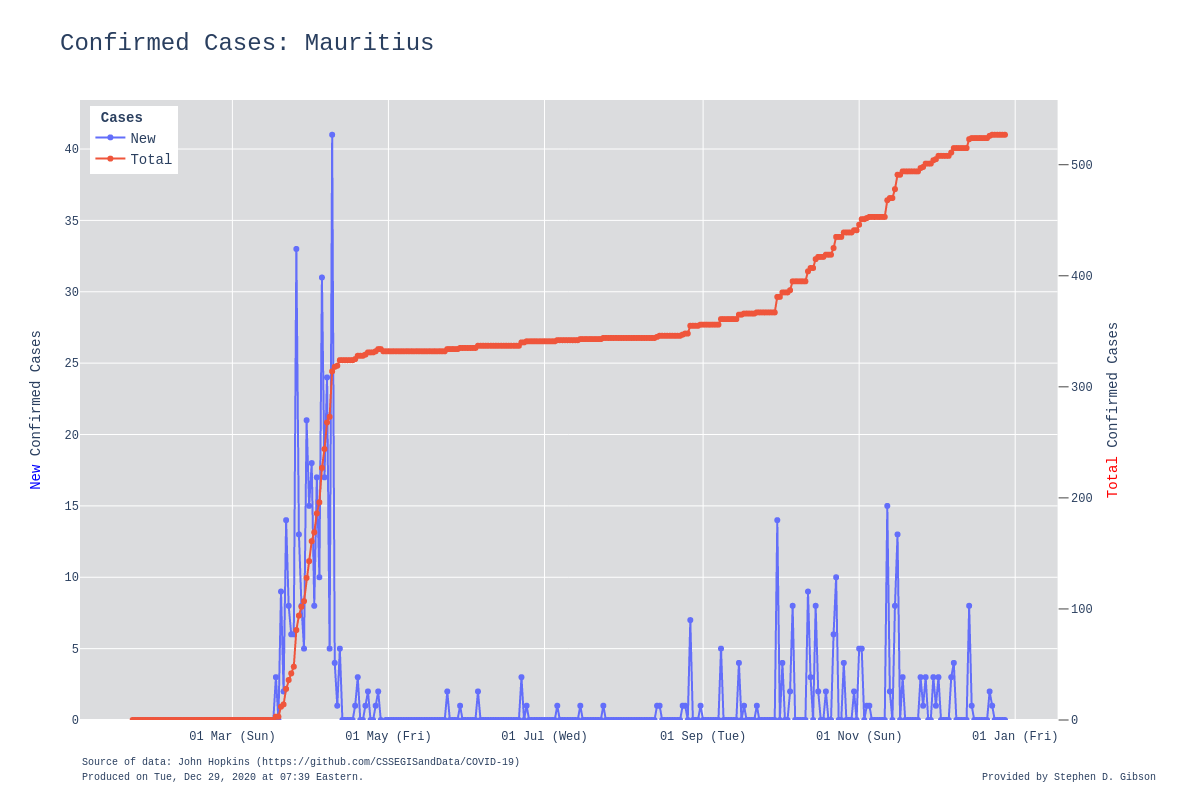 Confirmed Cases: Mauritius
Cases
New
Total
40
35
30
25
20
15
10
5
0
New Confirmed Cases
500
400
300
200
100
0
Total Confirmed Cases
01 Mar (Sun)
01 May (Fri)
01 Jul (Wed)
01 Sep (Tue)
01 Nov (Sun)
01 Jan (Fri)
Source of data: John Hopkins (https://github.com/CSSEGISandData/COVID-19)
Produced on Tue, Dec 29, 2020 at 07:39 Eastern.
Provided by Stephen D. Gibson